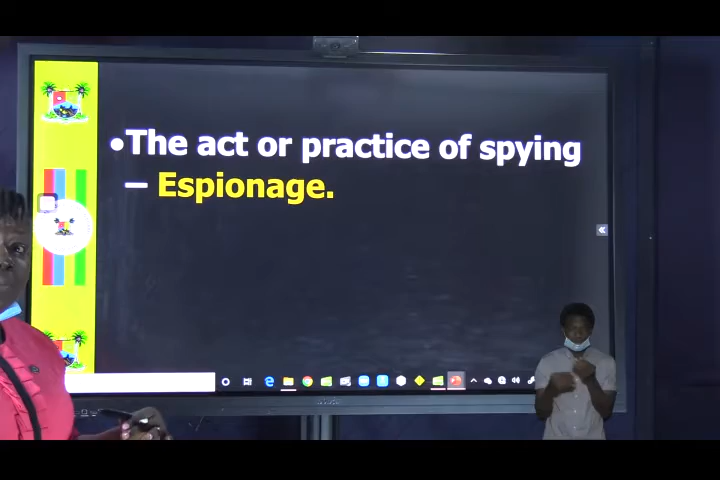 •The act or practice of spying
– Espionage.